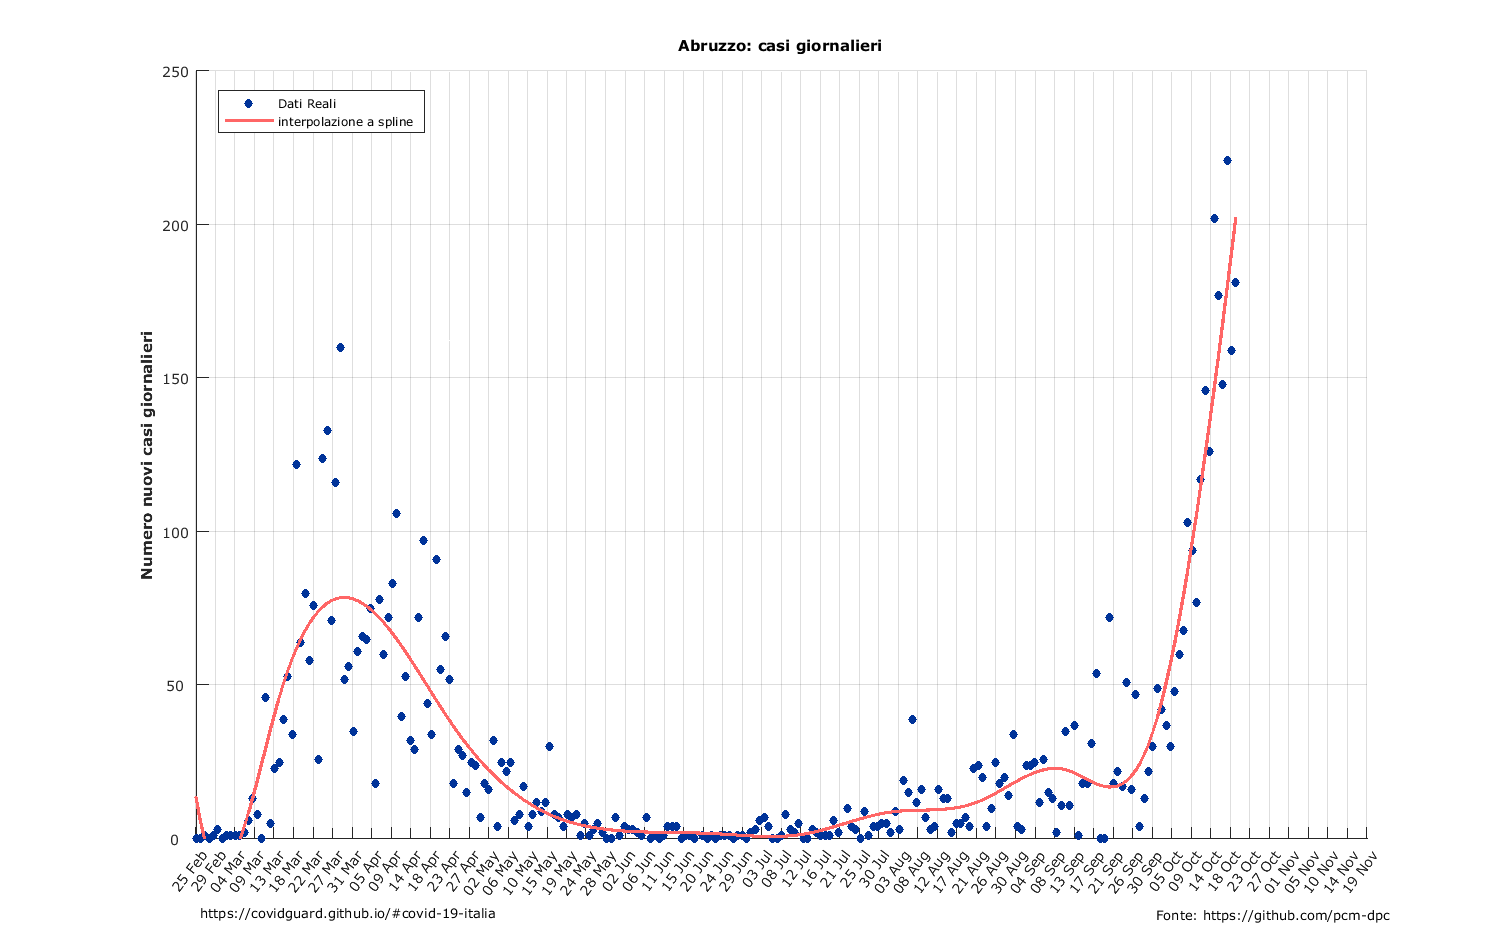 Abruzzo: casi giornalieri
Dati Reali
interpolazione a spline
Numero nuovi casi giornalieri
250
200
150
100
50
0
25 Feb
29 Feb
04 Mar
09 Mar
13 Mar
18 Mar
22 Mar
27 Mar
31 Mar
05 Apr
09 Apr
14 Apr
18 Apr
23 Apr
27 Apr
02 May
06 May
10 May
15 May
19 May
24 May
28 May
02 Jun
06 Jun
11 Jun
15 Jun
20 Jun
24 Jun
29 Jun
03 Jul
08 Jul
12 Jul
16 Jul
21 Jul
25 Jul
30 Jul
03 Aug
08 Aug
12 Aug
17 Aug
21 Aug
26 Aug
30 Aug
04 Sep
08 Sep
13 Sep
17 Sep
21 Sep
26 Sep
30 Sep
05 Oct
09 Oct
14 Oct
18 Oct
23 Oct
27 Oct
01 Nov
05 Nov
10 Nov
14 Nov
19 Nov
https://covidguard.github.io/#covid-19-italia
Fonte: https://github.com/pcm-dpc